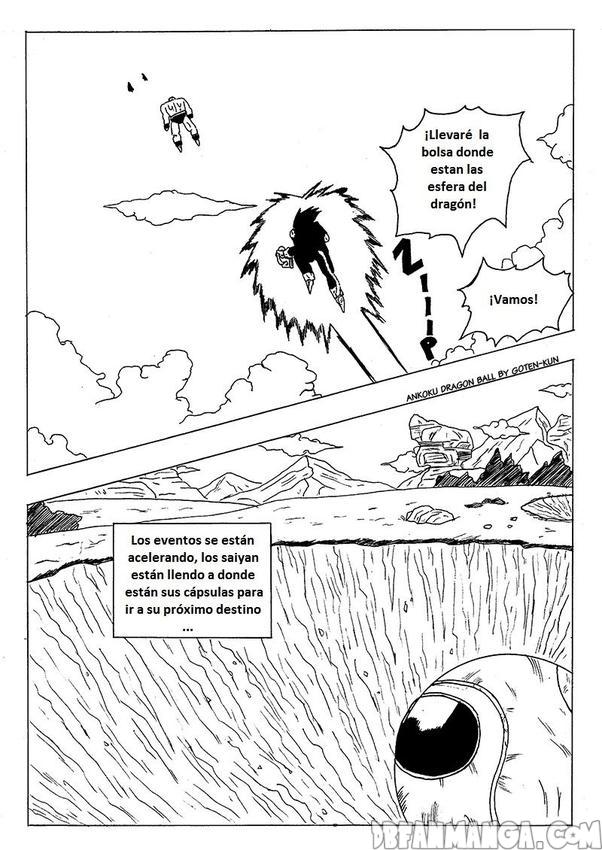 ¡Llevaré la
bolsa donde
estan las
esfera del
dragón!
ZIIIP
¡Vamos!
ANKOKU DRAGON BALL BY GOTEN-KUN
Los eventos se están
acelerando, los saiyan
están llendo a donde
están sus cápsulas para
ir a su próximo destino
...
DBFANMANGA.COM